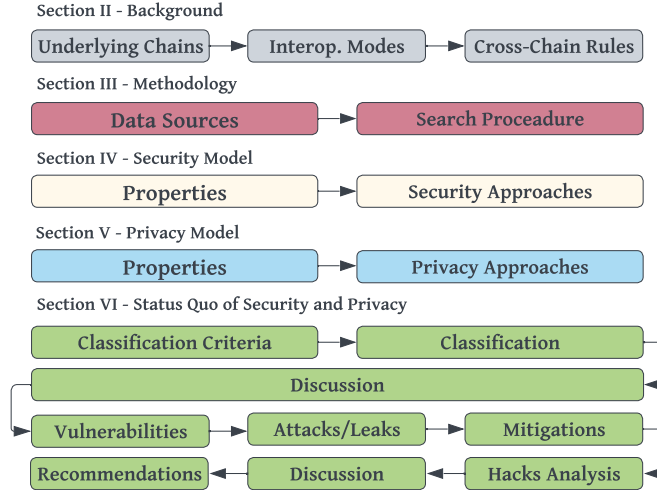 Section II - Background
Underlying Chains Interop. Modes Cross-Chain Rules
Section III - Methodology
Data Sources Search Proceadure
Section IV - Security Model
Properties Security Approaches
Section V - Privacy Model
Properties Privacy Approaches
Section VI - Status Quo of Security and Privacy
Classification Criteria Classification
Discussion
Vulnerabilities Attacks/Leaks Mitigations
Recommendations Discussion Hacks Analysis